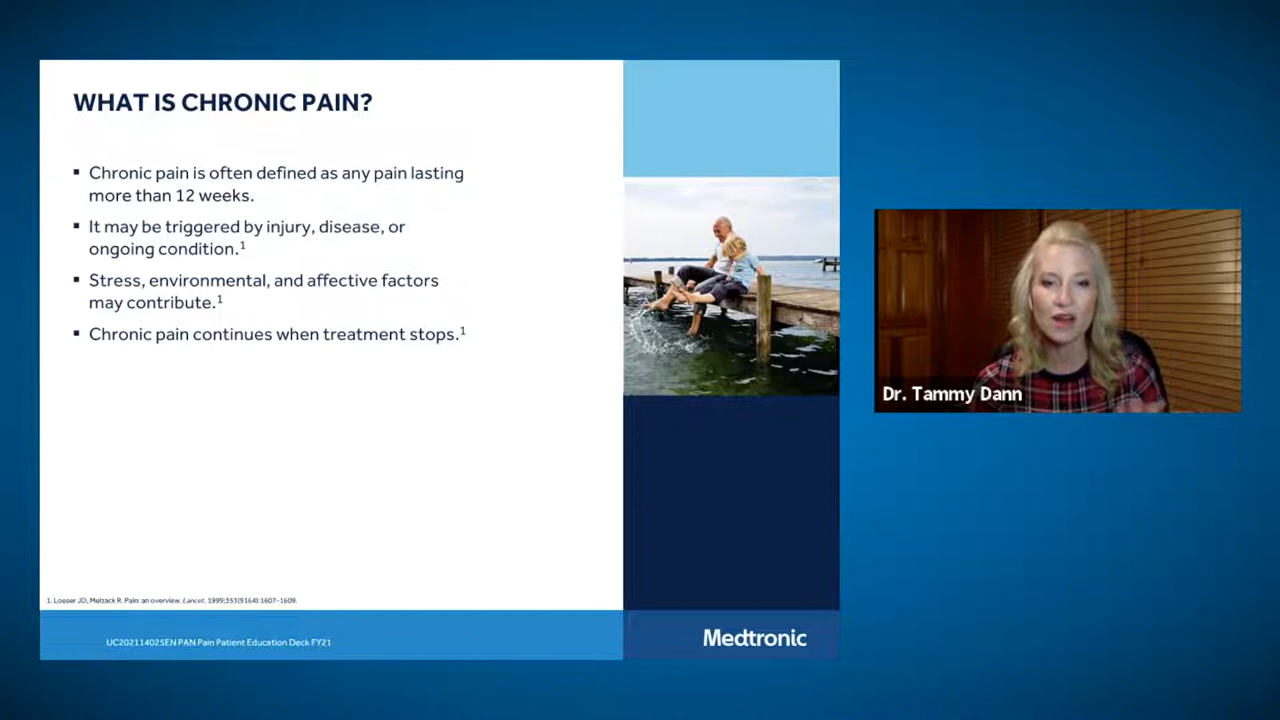 WHAT IS CHRONIC PAIN?
▪ Chronic pain is often defined as any pain lasting
more than 12 weeks.
▪ It may be triggered by injury, disease, or
ongoing condition.¹
▪ Stress, environmental, and affective factors
may contribute.¹
▪ Chronic pain continues when treatment stops.¹
1. Loeser JD, Melzack R. Pain: an overview. Lancet. 1999;353(9164):1607-1609.
UC202114025EN PAN Pain Patient Education Deck FY21
Medtronic
Dr. Tammy Dann